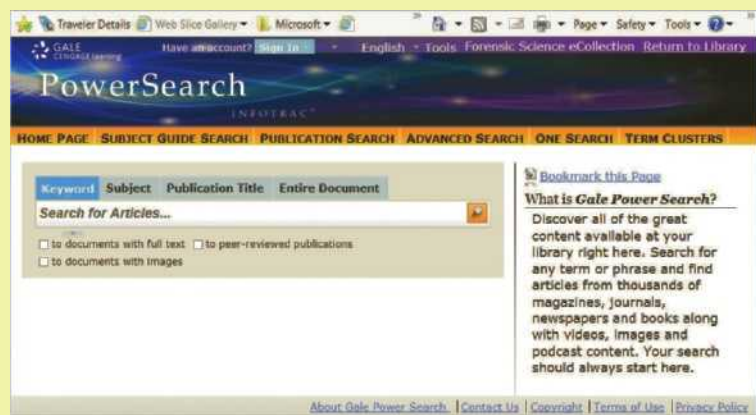 Traveler Details Web Slice Gallery Microsoft Page Safety Tools
GALE Have an account? Sign In English Tools Forensic Science eCollection Return to Library
CENGAGE Learning
PowerSearch
INFOTRAC
HOME PAGE SUBJECT GUIDE SEARCH PUBLICATION SEARCH ADVANCED SEARCH ONE SEARCH TERM CLUSTERS
Keyword Subject Publication Title Entire Document
Search for Articles...
to documents with full text to peer-reviewed publications
to documents with images
Bookmark this Page
What is Gale Power Search?
Discover all of the great
content available at your
library right here. Search for
any term or phrase and find
articles from thousands of
magazines, journals,
newspapers and books along
with videos, images and
podcast content. Your search
should always start here.
About Gale Power Search | Contact Us | Copyright | Terms of Use | Privacy Policy